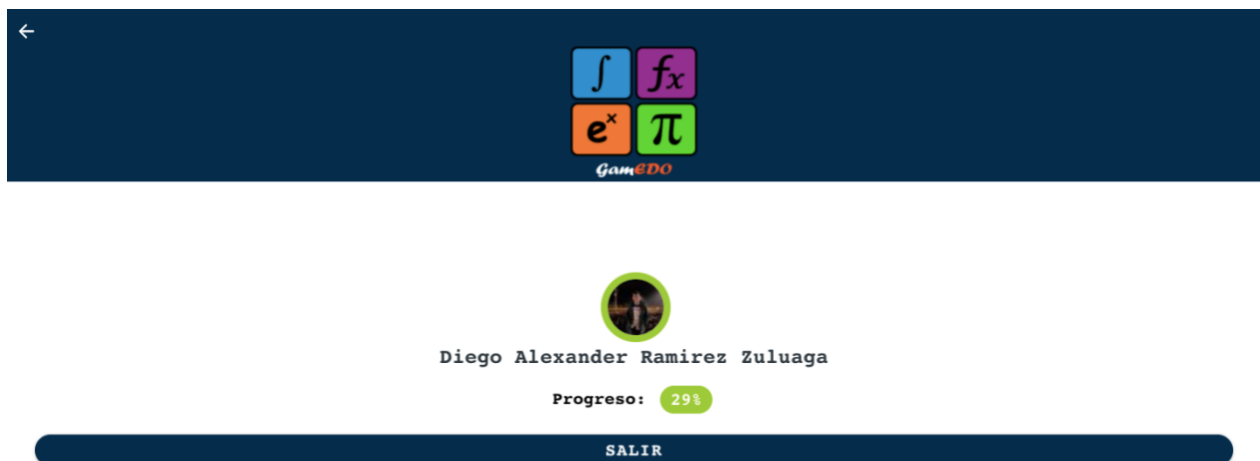 ∫ fx
eˣ π
GamEDO
Diego Alexander Ramirez Zuluaga
Progreso: 29%
SALIR